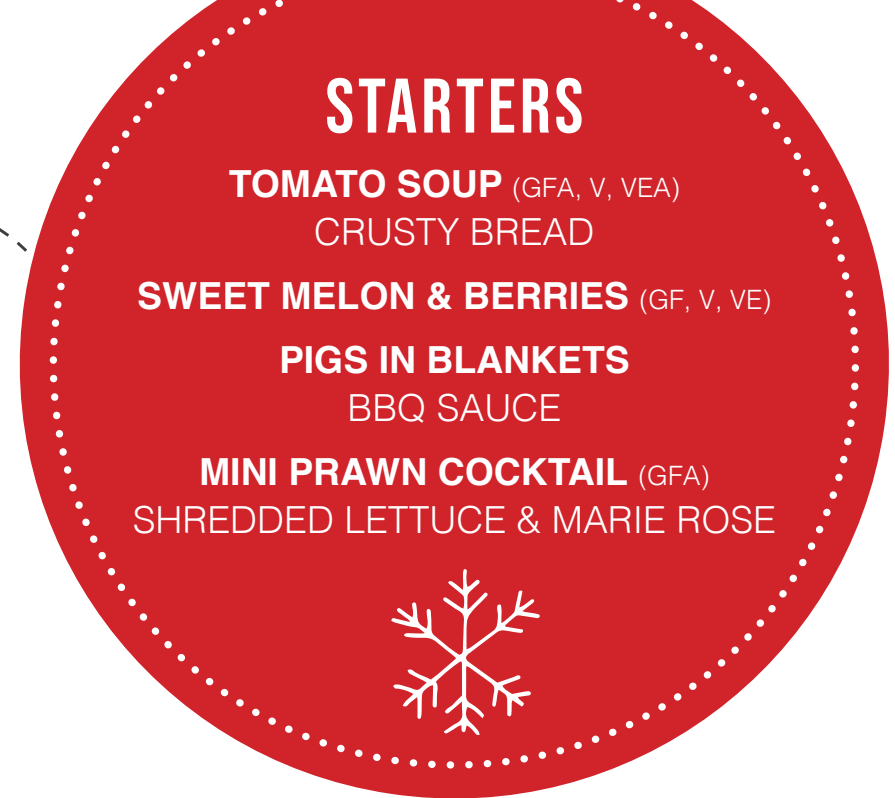 STARTERS
TOMATO SOUP (GFA, V, VEA)
CRUSTY BREAD
SWEET MELON & BERRIES (GF, V, VE)
PIGS IN BLANKETS
BBQ SAUCE
MINI PRAWN COCKTAIL (GFA)
SHREDDED LETTUCE & MARIE ROSE